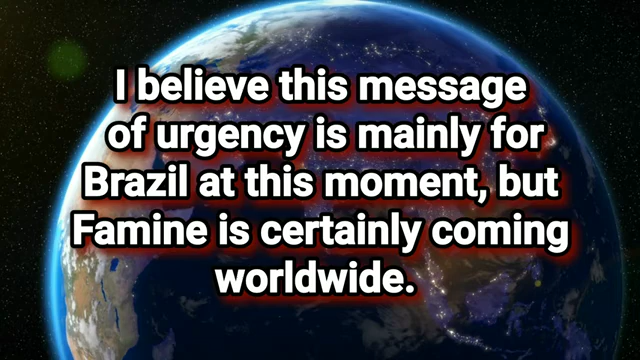 I believe this message
of urgency is mainly for
Brazil at this moment, but
Famine is certainly coming
worldwide.